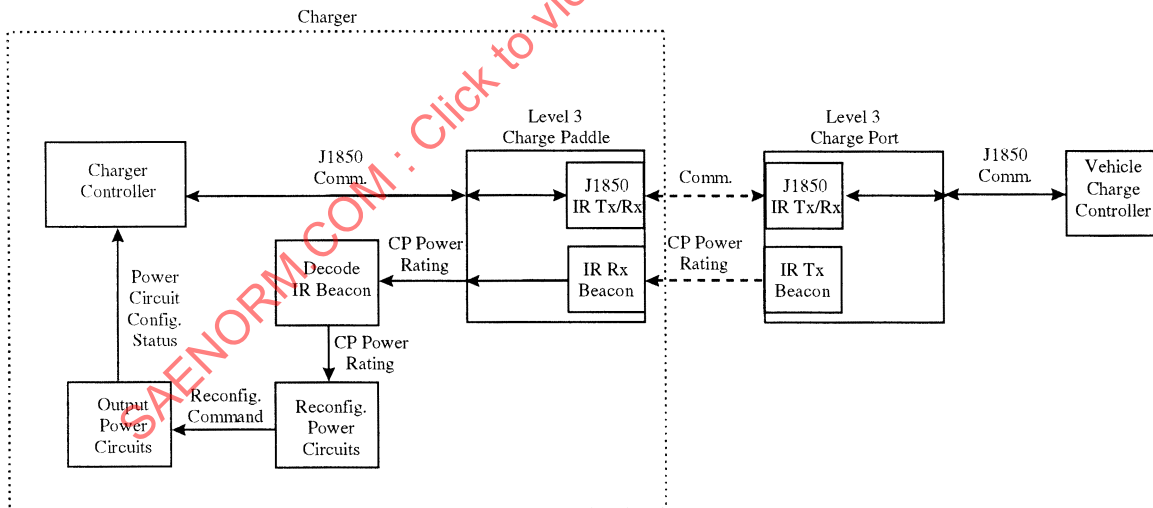 Charger
Level 3
Charge Paddle
Level 3
Charge Port
Charger
Controller
J1850
Comm.
J1850
IR Tx/Rx
Comm.
J1850
IR Tx/Rx
J1850
Comm.
Vehicle
Charge
Controller
Power
Circuit
Config.
Status
Decode
IR Beacon
CP Power
Rating
IR Rx
Beacon
CP Power
Rating
IR Tx
Beacon
CP Power
Rating
Output
Power
Circuits
Reconfig.
Command
Reconfig.
Power
Circuits
SAENORM.COM : Click to vie